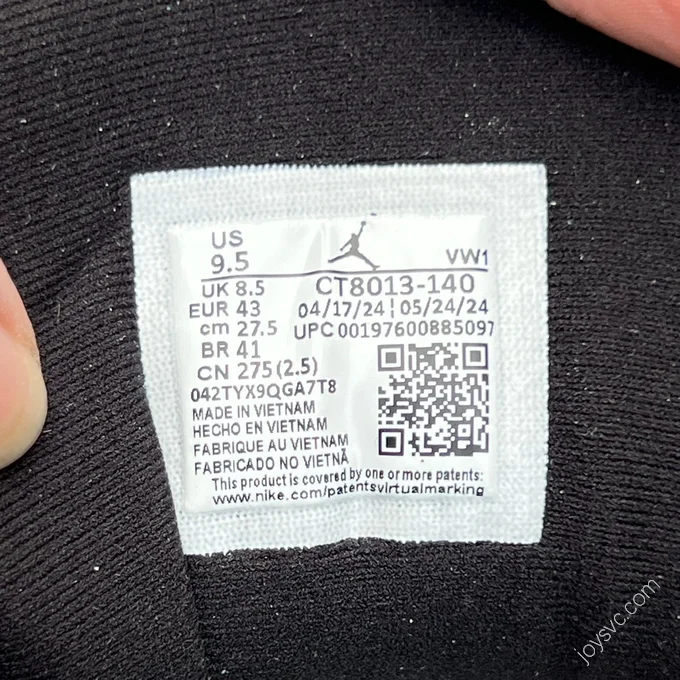 US
9.5
VW1
UK 8.5
CT8013-140
EUR 43
04/17/24 05/24/24
cm 27.5
UPC 00197600885097
BR 41
CN 275 (2.5)
042TYX9QGA7T8
MADE IN VIETNAM
HECHO EN VIETNAM
FABRIQUE AU VIETNAM
FABRICADO NO VIETNÃ
This product is covered by one or more patents:
www.nike.com/patentsvirtualmarking
joysvc.com